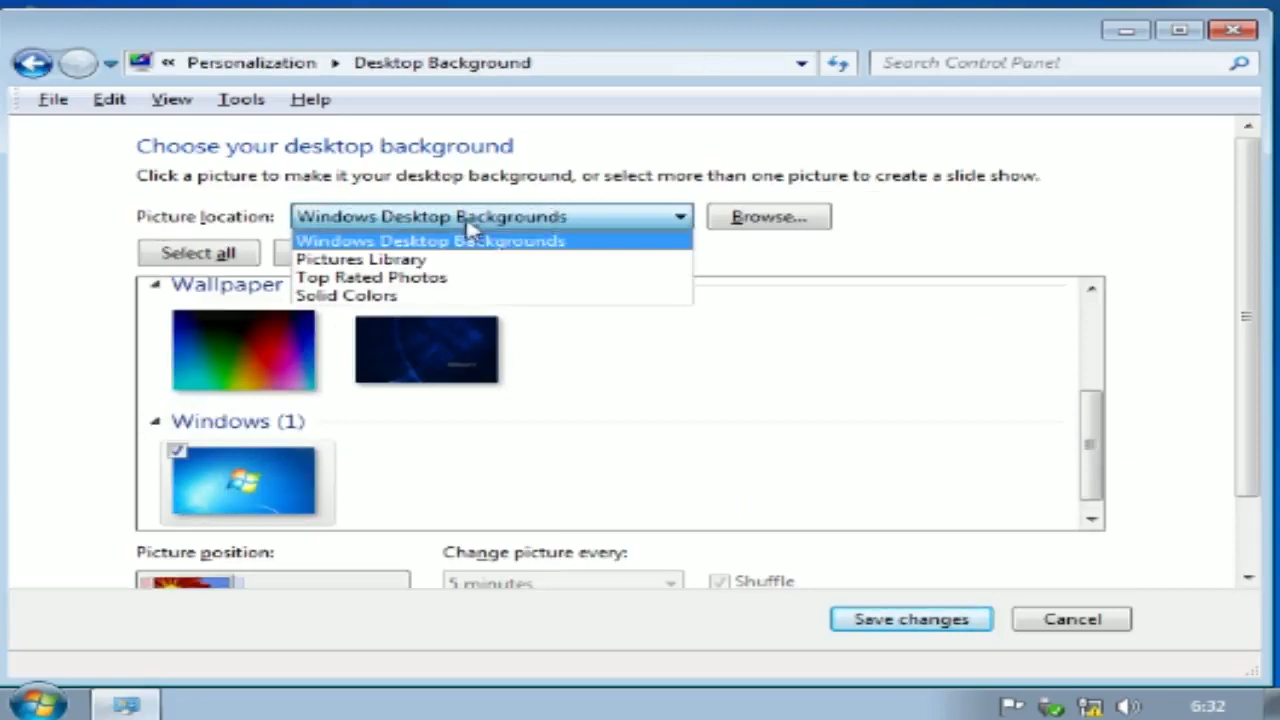 « Personalization ▸ Desktop Background
Search Control Panel
File Edit View Tools Help
Choose your desktop background
Click a picture to make it your desktop background, or select more than one picture to create a slide show.
Picture location: Windows Desktop Backgrounds Browse...
Windows Desktop Backgrounds
Select all
Pictures Library
Top Rated Photos
Solid Colors
Wallpaper
Windows (1)
Picture position:
Change picture every:
5 minutes
Shuffle
Save changes
Cancel
6:32